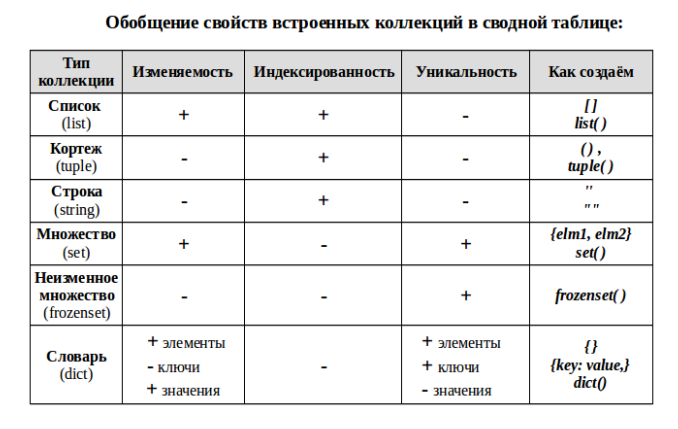 Обобщение свойств встроенных коллекций в сводной таблице:
Тип коллекции | Изменяемость | Индексированность | Уникальность | Как создаём
Список (list) | + | + | - | [ ] list( )
Кортеж (tuple) | - | + | - | ( ) , tuple( )
Строка (string) | - | + | - | '' " "
Множество (set) | + | - | + | {elm1, elm2} set( )
Неизменное множество (frozenset) | - | - | + | frozenset( )
Словарь (dict) | + элементы - ключи + значения | - | + элементы + ключи - значения | { } {key: value,} dict()